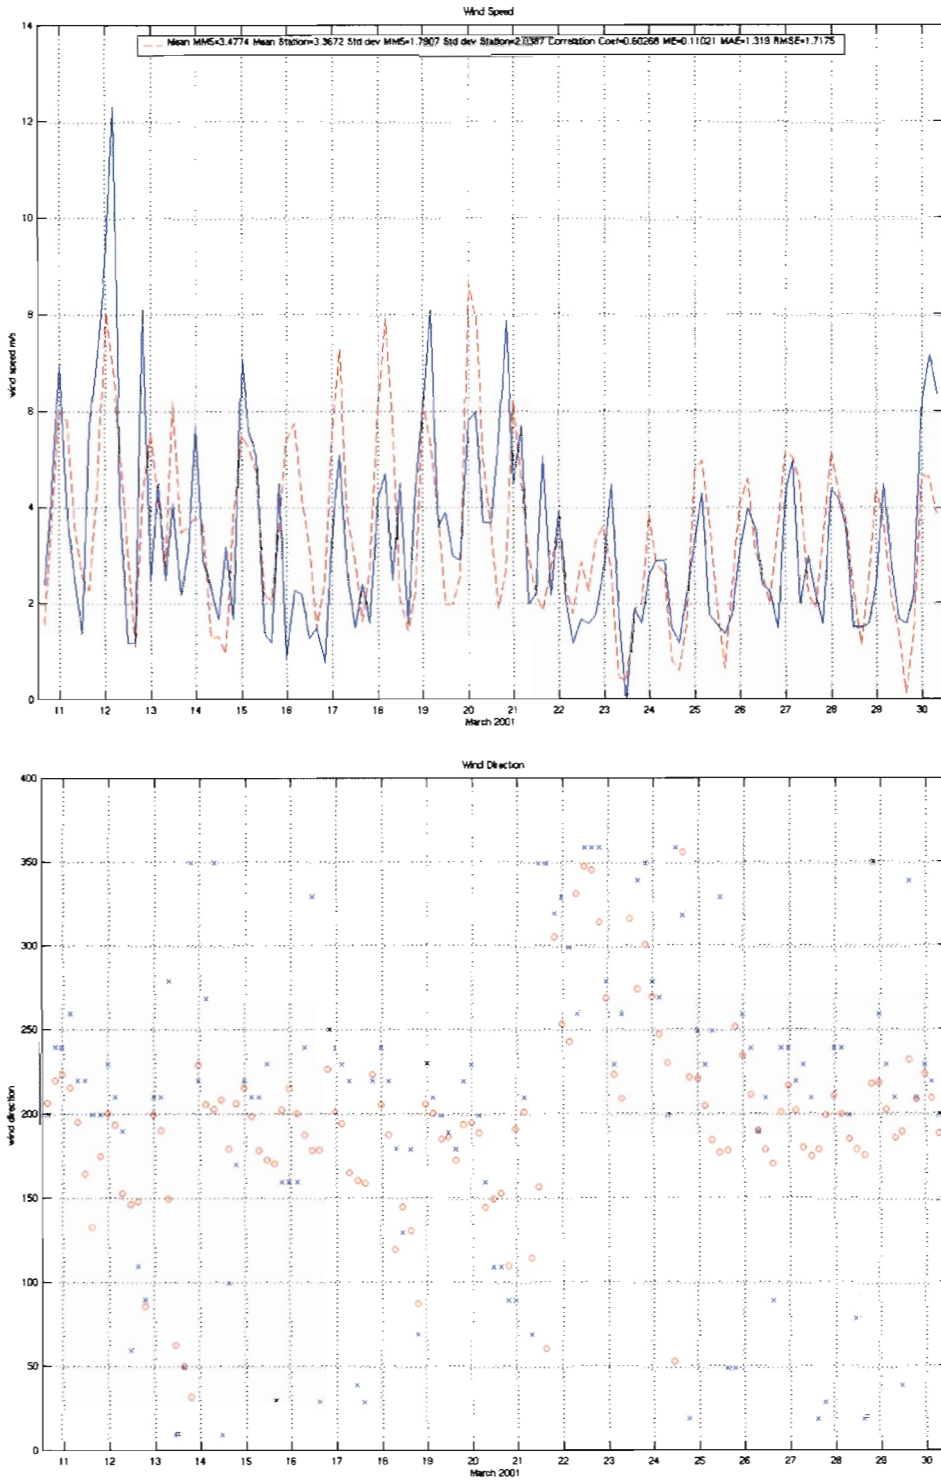 Wind Speed
14
Mean MM5=3.4774 Mean Station=3.3672 Std dev MM5=1.7907 Std dev Station=2.0387 Correlation Coef=0.60268 ME=0.11021 MAE=1.319 RMSE=1.7175
12
10
8
6
4
2
0
wind speed m/s
11 12 13 14 15 16 17 18 19 20 21 22 23 24 25 26 27 28 29 30
March 2001
Wind Direction
400
350
300
250
200
150
100
50
0
wind direction
11 12 13 14 15 16 17 18 19 20 21 22 23 24 25 26 27 28 29 30
March 2001